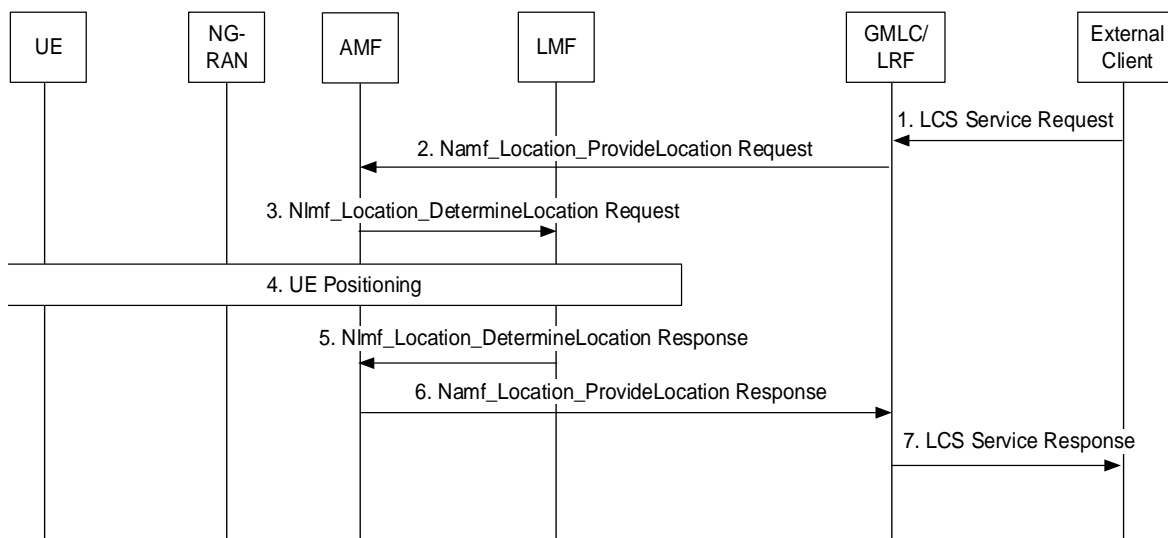 UE
NG-
RAN
AMF
LMF
GMLC/
LRF
External
Client
1. LCS Service Request
2. Namf_Location_ProvideLocation Request
3. Nlmf_Location_DetermineLocation Request
4. UE Positioning
5. Nlmf_Location_DetermineLocation Response
6. Namf_Location_ProvideLocation Response
7. LCS Service Response